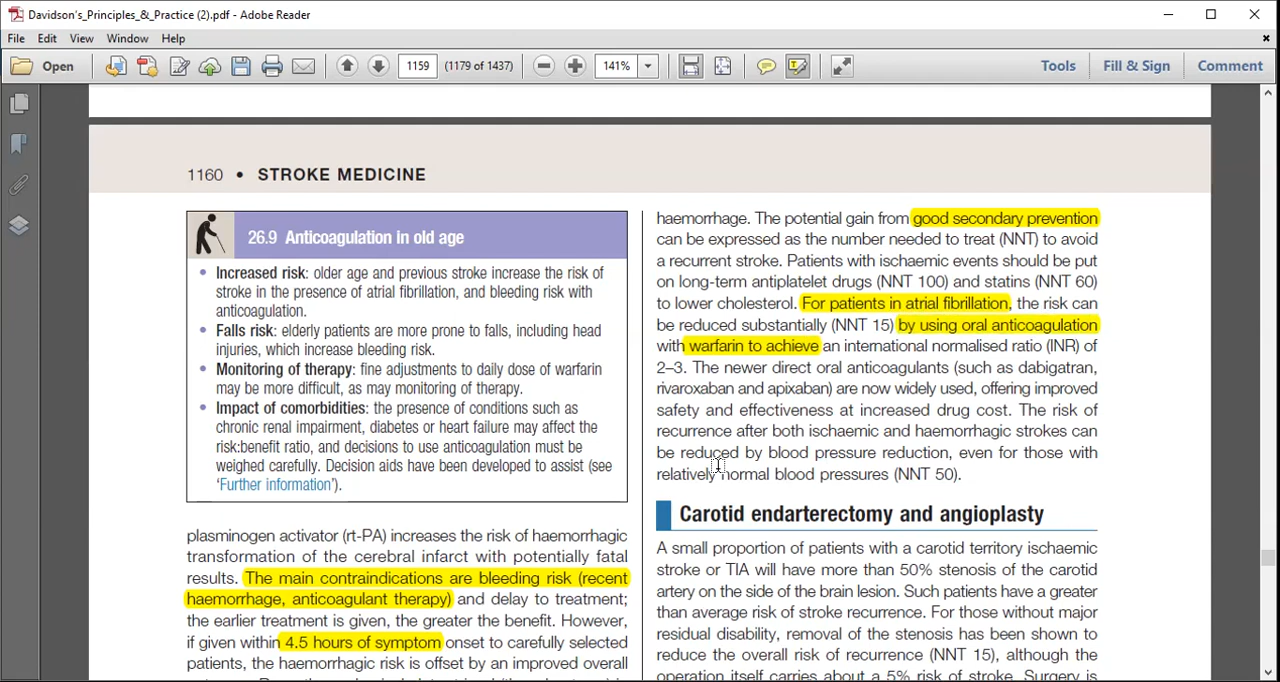 Davidson's_Principles_&_Practice (2).pdf - Adobe Reader
File Edit View Window Help
Open 1159 (1179 of 1437) 141% Tools Fill & Sign Comment
1160 • STROKE MEDICINE
26.9 Anticoagulation in old age
• Increased risk: older age and previous stroke increase the risk of
stroke in the presence of atrial fibrillation, and bleeding risk with
anticoagulation.
• Falls risk: elderly patients are more prone to falls, including head
injuries, which increase bleeding risk.
• Monitoring of therapy: fine adjustments to daily dose of warfarin
may be more difficult, as may monitoring of therapy.
• Impact of comorbidities: the presence of conditions such as
chronic renal impairment, diabetes or heart failure may affect the
risk:benefit ratio, and decisions to use anticoagulation must be
weighed carefully. Decision aids have been developed to assist (see
'Further information').
plasminogen activator (rt-PA) increases the risk of haemorrhagic
transformation of the cerebral infarct with potentially fatal
results. The main contraindications are bleeding risk (recent
haemorrhage, anticoagulant therapy) and delay to treatment;
the earlier treatment is given, the greater the benefit. However,
if given within 4.5 hours of symptom onset to carefully selected
patients, the haemorrhagic risk is offset by an improved overall
haemorrhage. The potential gain from good secondary prevention
can be expressed as the number needed to treat (NNT) to avoid
a recurrent stroke. Patients with ischaemic events should be put
on long-term antiplatelet drugs (NNT 100) and statins (NNT 60)
to lower cholesterol. For patients in atrial fibrillation, the risk can
be reduced substantially (NNT 15) by using oral anticoagulation
with warfarin to achieve an international normalised ratio (INR) of
2–3. The newer direct oral anticoagulants (such as dabigatran,
rivaroxaban and apixaban) are now widely used, offering improved
safety and effectiveness at increased drug cost. The risk of
recurrence after both ischaemic and haemorrhagic strokes can
be reduced by blood pressure reduction, even for those with
relatively normal blood pressures (NNT 50).
Carotid endarterectomy and angioplasty
A small proportion of patients with a carotid territory ischaemic
stroke or TIA will have more than 50% stenosis of the carotid
artery on the side of the brain lesion. Such patients have a greater
than average risk of stroke recurrence. For those without major
residual disability, removal of the stenosis has been shown to
reduce the overall risk of recurrence (NNT 15), although the
operation itself carries about a 5% risk of stroke. Surgery is